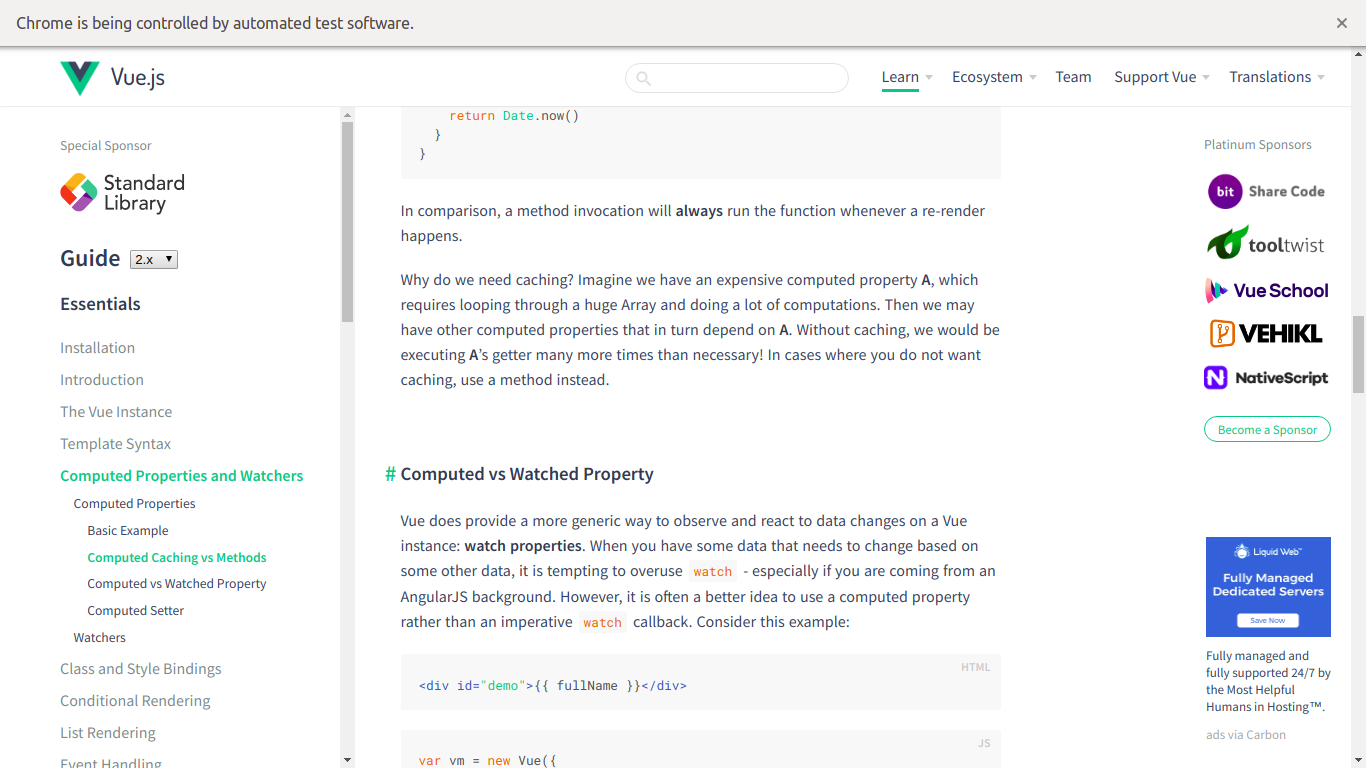 Chrome is being controlled by automated test software.
Vue.js
Learn
Ecosystem
Team
Support Vue
Translations
Special Sponsor
Standard
Library
Guide 2.x
Essentials
Installation
Introduction
The Vue Instance
Template Syntax
Computed Properties and Watchers
Computed Properties
Basic Example
Computed Caching vs Methods
Computed vs Watched Property
Computed Setter
Watchers
Class and Style Bindings
Conditional Rendering
List Rendering
Event Handling
return Date.now()
}
}
In comparison, a method invocation will always run the function whenever a re-render
happens.
Why do we need caching? Imagine we have an expensive computed property A, which
requires looping through a huge Array and doing a lot of computations. Then we may
have other computed properties that in turn depend on A. Without caching, we would be
executing A’s getter many more times than necessary! In cases where you do not want
caching, use a method instead.
# Computed vs Watched Property
Vue does provide a more generic way to observe and react to data changes on a Vue
instance: watch properties. When you have some data that needs to change based on
some other data, it is tempting to overuse watch - especially if you are coming from an
AngularJS background. However, it is often a better idea to use a computed property
rather than an imperative watch callback. Consider this example:
HTML
<div id="demo">{{ fullName }}</div>
JS
var vm = new Vue({
Platinum Sponsors
bit Share Code
tooltwist
Vue School
VEHIKL
N NativeScript
Become a Sponsor
Liquid Web™
Fully Managed
Dedicated Servers
Save Now
Fully managed and
fully supported 24/7 by
the Most Helpful
Humans in Hosting™.
ads via Carbon